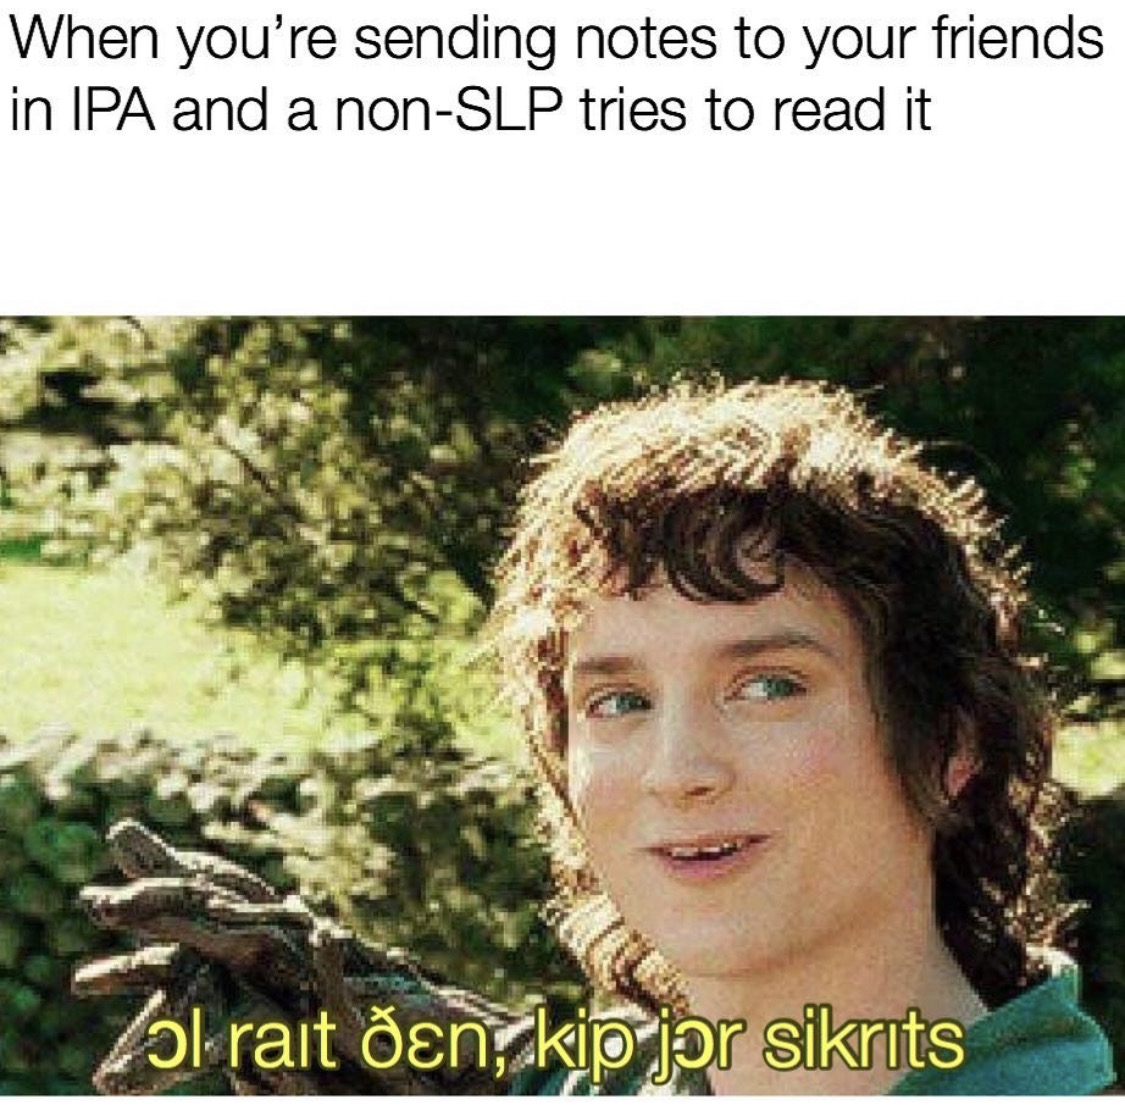 When you’re sending notes to your friends
in IPA and a non-SLP tries to read it
ɔl raɪt ðɛn, kip jɔr sikrɪts